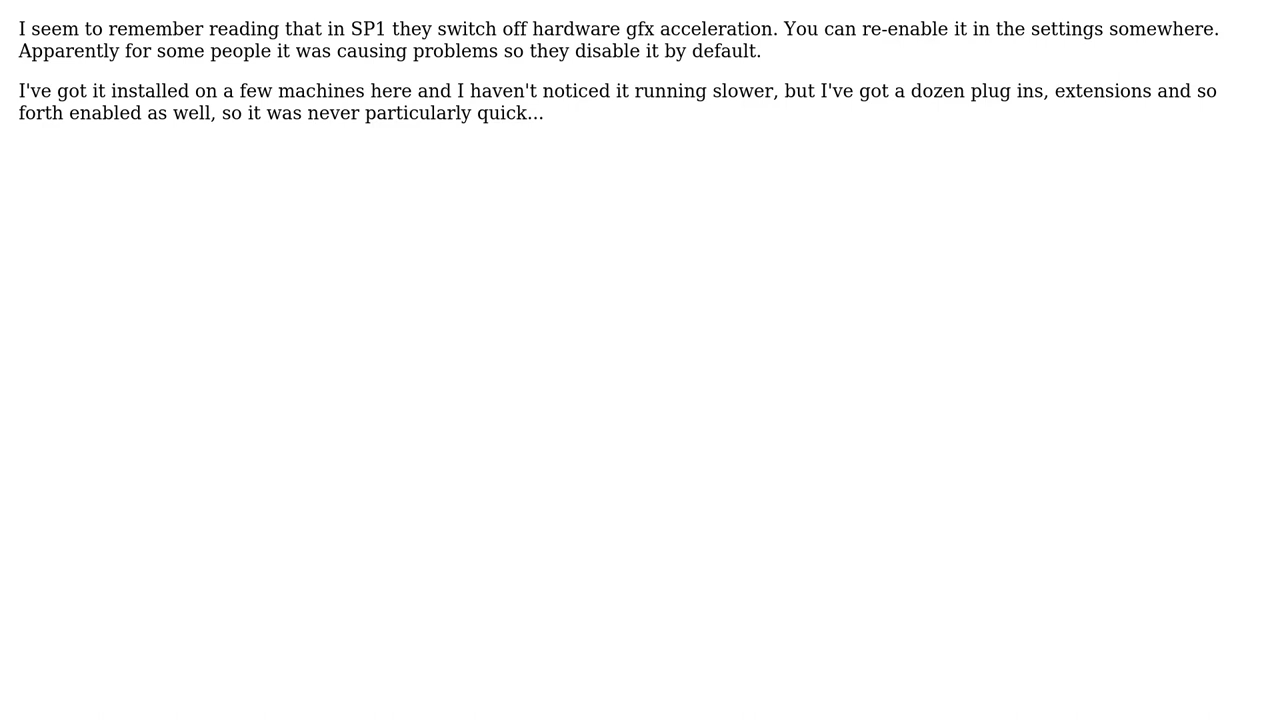 I seem to remember reading that in SP1 they switch off hardware gfx acceleration. You can re-enable it in the settings somewhere.
Apparently for some people it was causing problems so they disable it by default.
I've got it installed on a few machines here and I haven't noticed it running slower, but I've got a dozen plug ins, extensions and so
forth enabled as well, so it was never particularly quick...